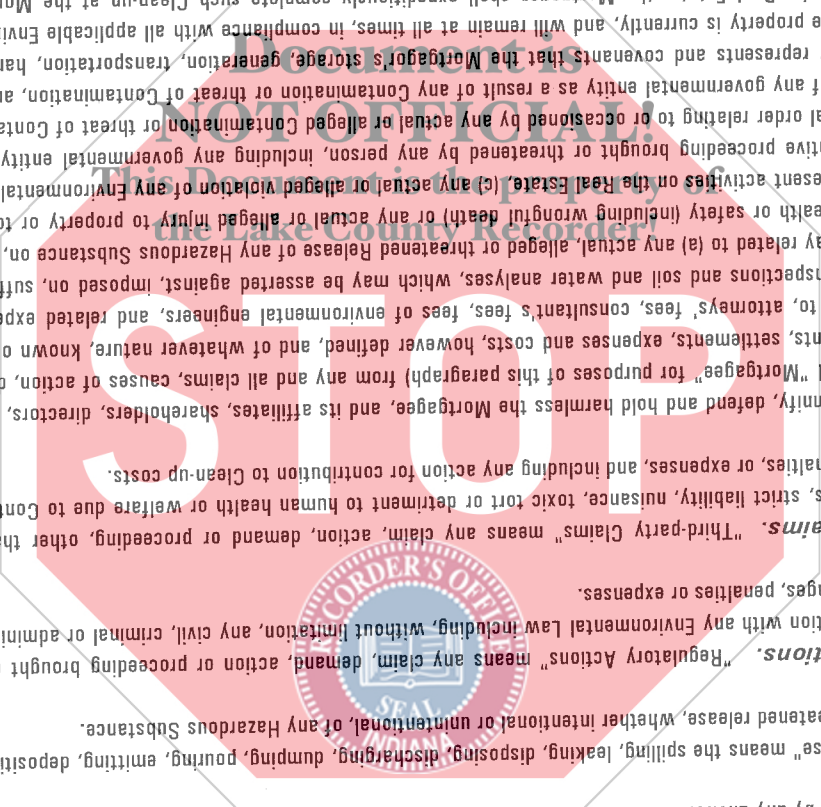 Document is
NOT OFFICIAL!
This Document is the property of
the Lake County Recorder!
STOP
RECORDER'S OFFICE
SEAL
INDIANA
se" means the spilling, leaking, disposing, discharging, dumping, pouring, emitting, depositi
eatened release, whether intentional or unintentional, of any Hazardous Substance.
tions. "Regulatory Actions" means any claim, demand, action or proceeding brought
tion with any Environmental Law including, without limitation, any civil, criminal or admini
ages, penalties or expenses.
aims. "Third-party Claims" means any claim, action, demand or proceeding, other tha
s, strict liability, nuisance, toxic tort or detriment to human health or welfare due to Cont
nalties, or expenses, and including any action for contribution to Clean-up costs.
nnify, defend and hold harmless the Mortgagee, and its affiliates, shareholders, directors,
d "Mortgagee" for purposes of this paragraph) from any and all claims, causes of action, d
nts, settlements, expenses and costs, however defined, and of whatever nature, known o
to, attorneys' fees, consultant's fees, fees of environmental engineers, and related expe
nspections and soil and water analyses, which may be asserted against, imposed on, suff
ay related to (a) any actual, alleged or threatened Release of any Hazardous Substance on,
ealth or safety (including wrongful death) or any actual or alleged injury to property or to
esent activities on the Real Estate, (c) any actual or alleged violation of any Environmental
tive proceeding brought or threatened by any person, including any governmental entity
al order relating to or occasioned by any actual or alleged Contamination or threat of Conta
f any governmental entity as a result of any Contamination or threat of Contamination, an
represents and covenants that the Mortgagor's storage, generation, transportation, han
e property is currently, and will remain at all times, in compliance with all applicable Envi